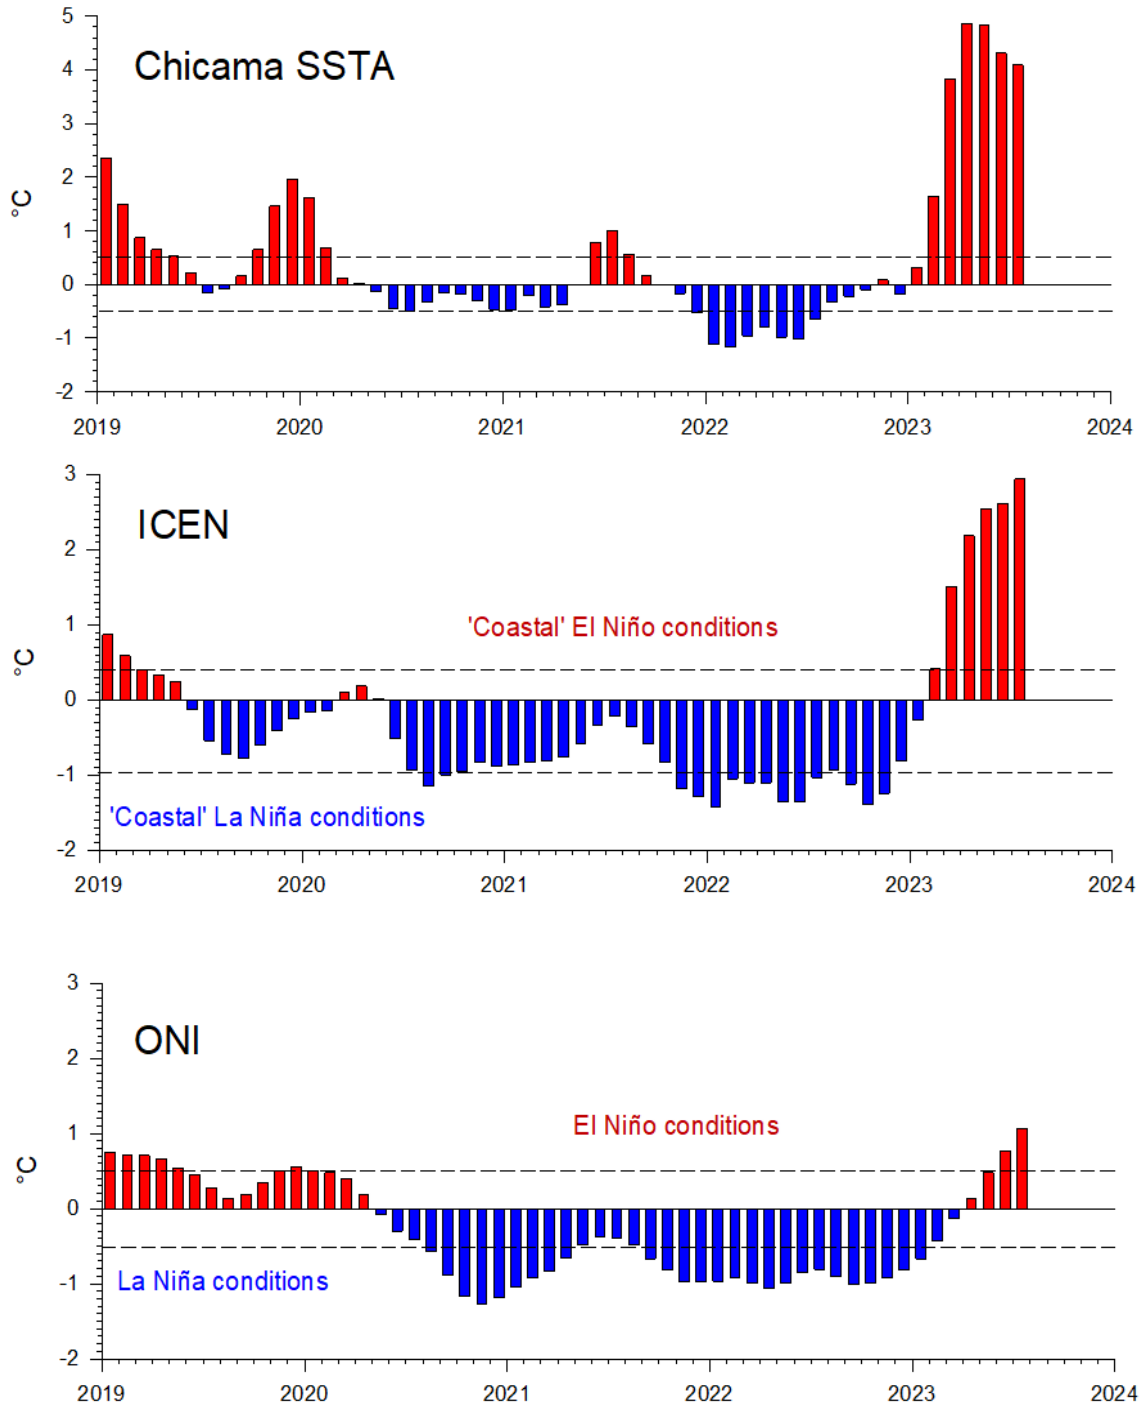 5
Chicama SSTA
4
3
2
°C
1
0
-1
-2
2019 2020 2021 2022 2023 2024
3
ICEN
2
'Coastal' El Niño conditions
1
°C
0
-1
'Coastal' La Niña conditions
-2
2019 2020 2021 2022 2023 2024
3
ONI
2
El Niño conditions
1
°C
0
-1
La Niña conditions
-2
2019 2020 2021 2022 2023 2024